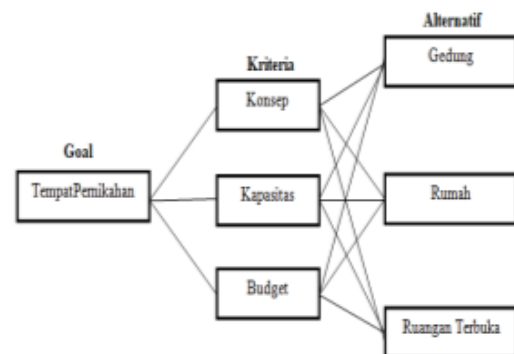 Goal
TempatPernikahan
Kriteria
Konsep
Kapasitas
Budget
Alternatif
Gedung
Rumah
Ruangan Terbuka